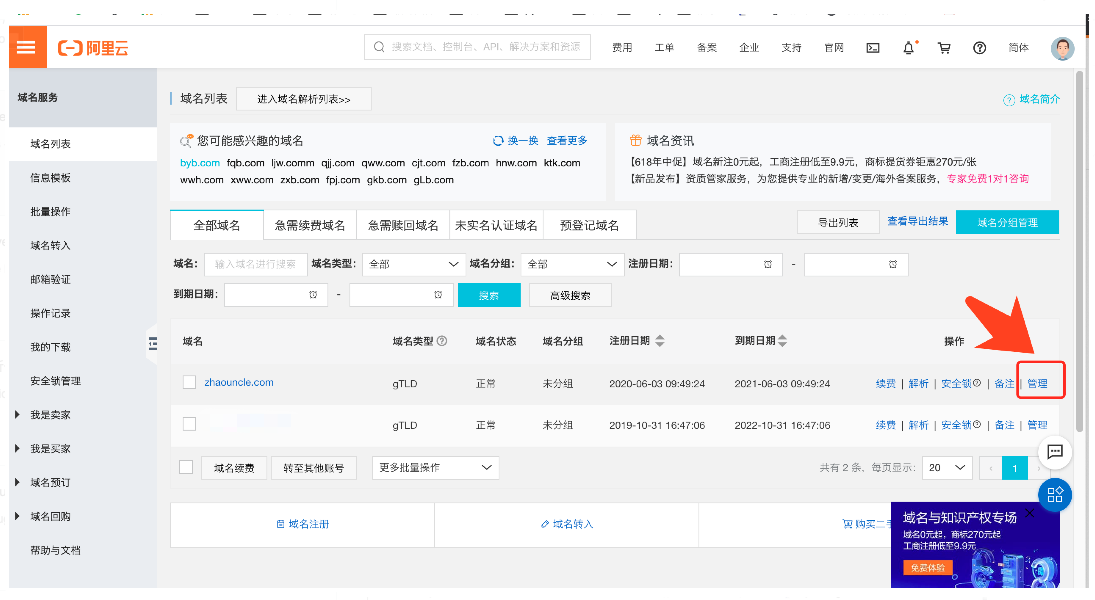 阿里云
搜索文档、控制台、API、解决方案和资源
费用 工单 备案 企业 支持 官网 简体
域名服务
域名列表
信息模板
批量操作
域名转入
邮箱验证
操作记录
我的下载
安全锁管理
我是卖家
我是买家
域名预订
域名回购
帮助与文档
域名列表 进入域名解析列表>> 域名简介
您可能感兴趣的域名 换一换 查看更多
byb.com fqb.com ljw.comm qjj.com qww.com cjt.com fzb.com hnw.com ktk.com
wwh.com xww.com zxb.com fpj.com gkb.com gLb.com
域名资讯
【618年中促】域名新注0元起，工商注册低至9.9元，商标提货券钜惠270元/张
【新品发布】资质管家服务，为您提供专业的新增/变更/海外备案服务，专家免费1对1咨询
全部域名 急需续费域名 急需赎回域名 未实名认证域名 预登记域名 导出列表 查看导出结果 域名分组管理
域名： 输入域名进行搜索 域名类型： 全部 域名分组： 全部 注册日期： -
到期日期： - 搜索 高级搜索
域名 域名类型 域名状态 域名分组 注册日期 到期日期 操作
zhaouncle.com gTLD 正常 未分组 2020-06-03 09:49:24 2021-06-03 09:49:24 续费 | 解析 | 安全锁 | 备注 | 管理
gTLD 正常 未分组 2019-10-31 16:47:06 2022-10-31 16:47:06 续费 | 解析 | 安全锁 | 备注 | 管理
域名续费 转至其他账号 更多批量操作 共有 2 条，每页显示： 20 ‹ 1 ›
域名注册 域名转入 购买二手
域名与知识产权专场
域名0元起，商标270元起
工商注册低至9.9元
免费体验